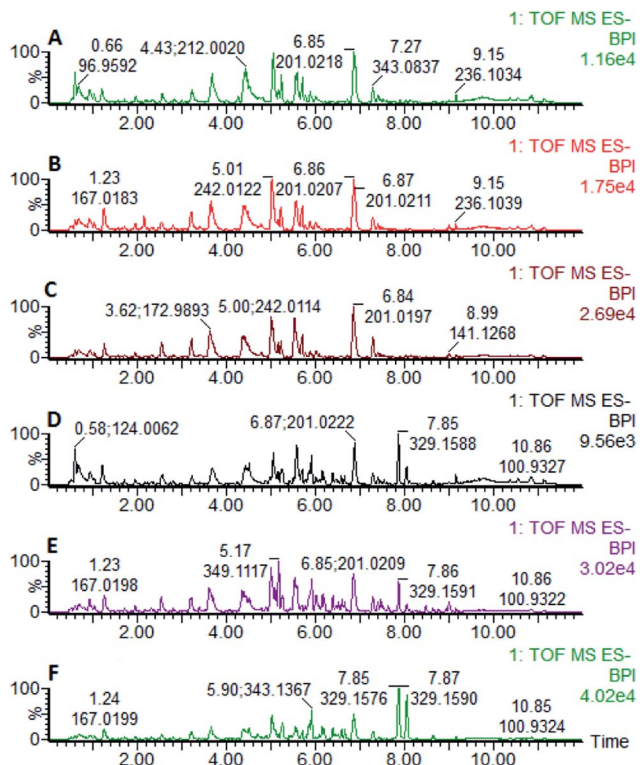 1: TOF MS ES-
BPI
1.16e4
A
0.66
96.9592
4.43;212.0020
6.85
201.0218
7.27
343.0837
9.15
236.1034
100
%
0
2.00 4.00 6.00 8.00 10.00
1: TOF MS ES-
BPI
1.75e4
B
1.23
167.0183
5.01
242.0122
6.86
201.0207
6.87
201.0211
9.15
236.1039
100
%
0
2.00 4.00 6.00 8.00 10.00
1: TOF MS ES-
BPI
2.69e4
C
3.62;172.9893
5.00;242.0114
6.84
201.0197
8.99
141.1268
100
%
0
2.00 4.00 6.00 8.00 10.00
1: TOF MS ES-
BPI
9.56e3
D
0.58;124.0062
6.87;201.0222
7.85
329.1588
10.86
100.9327
100
%
0
2.00 4.00 6.00 8.00 10.00
1: TOF MS ES-
BPI
3.02e4
E
1.23
167.0198
5.17
349.1117
6.85;201.0209
7.86
329.1591
10.86
100.9322
100
%
0
2.00 4.00 6.00 8.00 10.00
1: TOF MS ES-
BPI
4.02e4
F
1.24
167.0199
5.90;343.1367
7.85
329.1576
7.87
329.1590
10.85
100.9324
100
%
0
2.00 4.00 6.00 8.00 10.00
Time